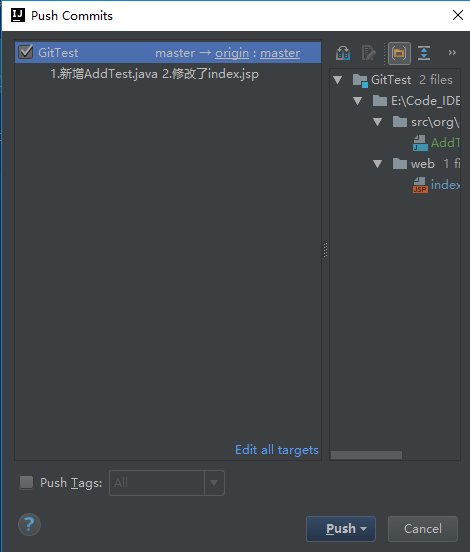 Push Commits
GitTest master → origin : master
1.新增AddTest.java 2.修改了index.jsp
GitTest 2 files
E:\Code_IDE
src\org\
AddT
web 1 fi
index
Edit all targets
Push Tags: All
? Push Cancel